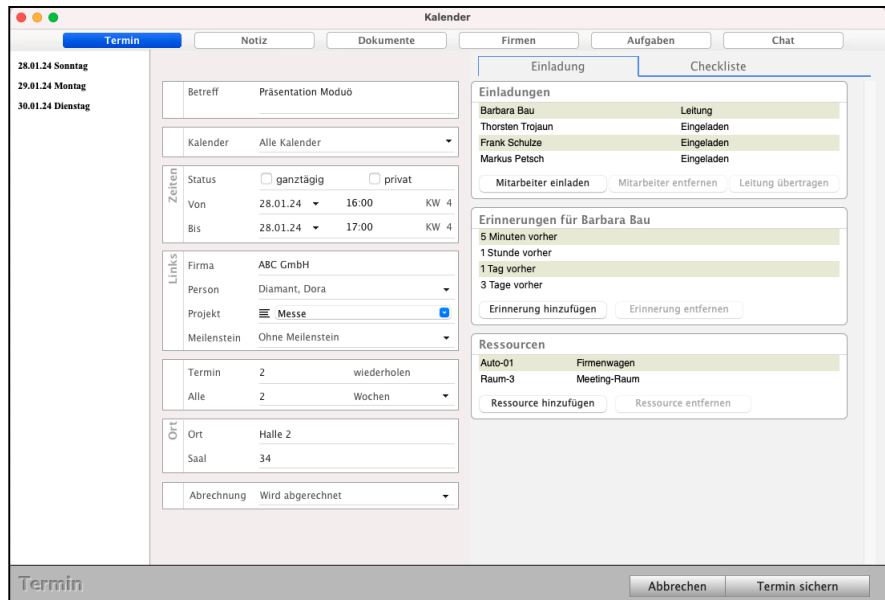 Kalender
Termin Notiz Dokumente Firmen Aufgaben Chat
28.01.24 Sonntag
29.01.24 Montag
30.01.24 Dienstag
Betreff Präsentation Moduö
Kalender Alle Kalender
Zeiten
Status ganztägig privat
Von 28.01.24 16:00 KW 4
Bis 28.01.24 17:00 KW 4
Links
Firma ABC GmbH
Person Diamant, Dora
Projekt Messe
Meilenstein Ohne Meilenstein
Termin 2 wiederholen
Alle 2 Wochen
Ort
Ort Halle 2
Saal 34
Abrechnung Wird abgerechnet
Einladung Checkliste
Einladungen
Barbara Bau Leitung
Thorsten Trojaun Eingeladen
Frank Schulze Eingeladen
Markus Petsch Eingeladen
Mitarbeiter einladen Mitarbeiter entfernen Leitung übertragen
Erinnerungen für Barbara Bau
5 Minuten vorher
1 Stunde vorher
1 Tag vorher
3 Tage vorher
Erinnerung hinzufügen Erinnerung entfernen
Ressourcen
Auto-01 Firmenwagen
Raum-3 Meeting-Raum
Ressource hinzufügen Ressource entfernen
Termin Abbrechen Termin sichern